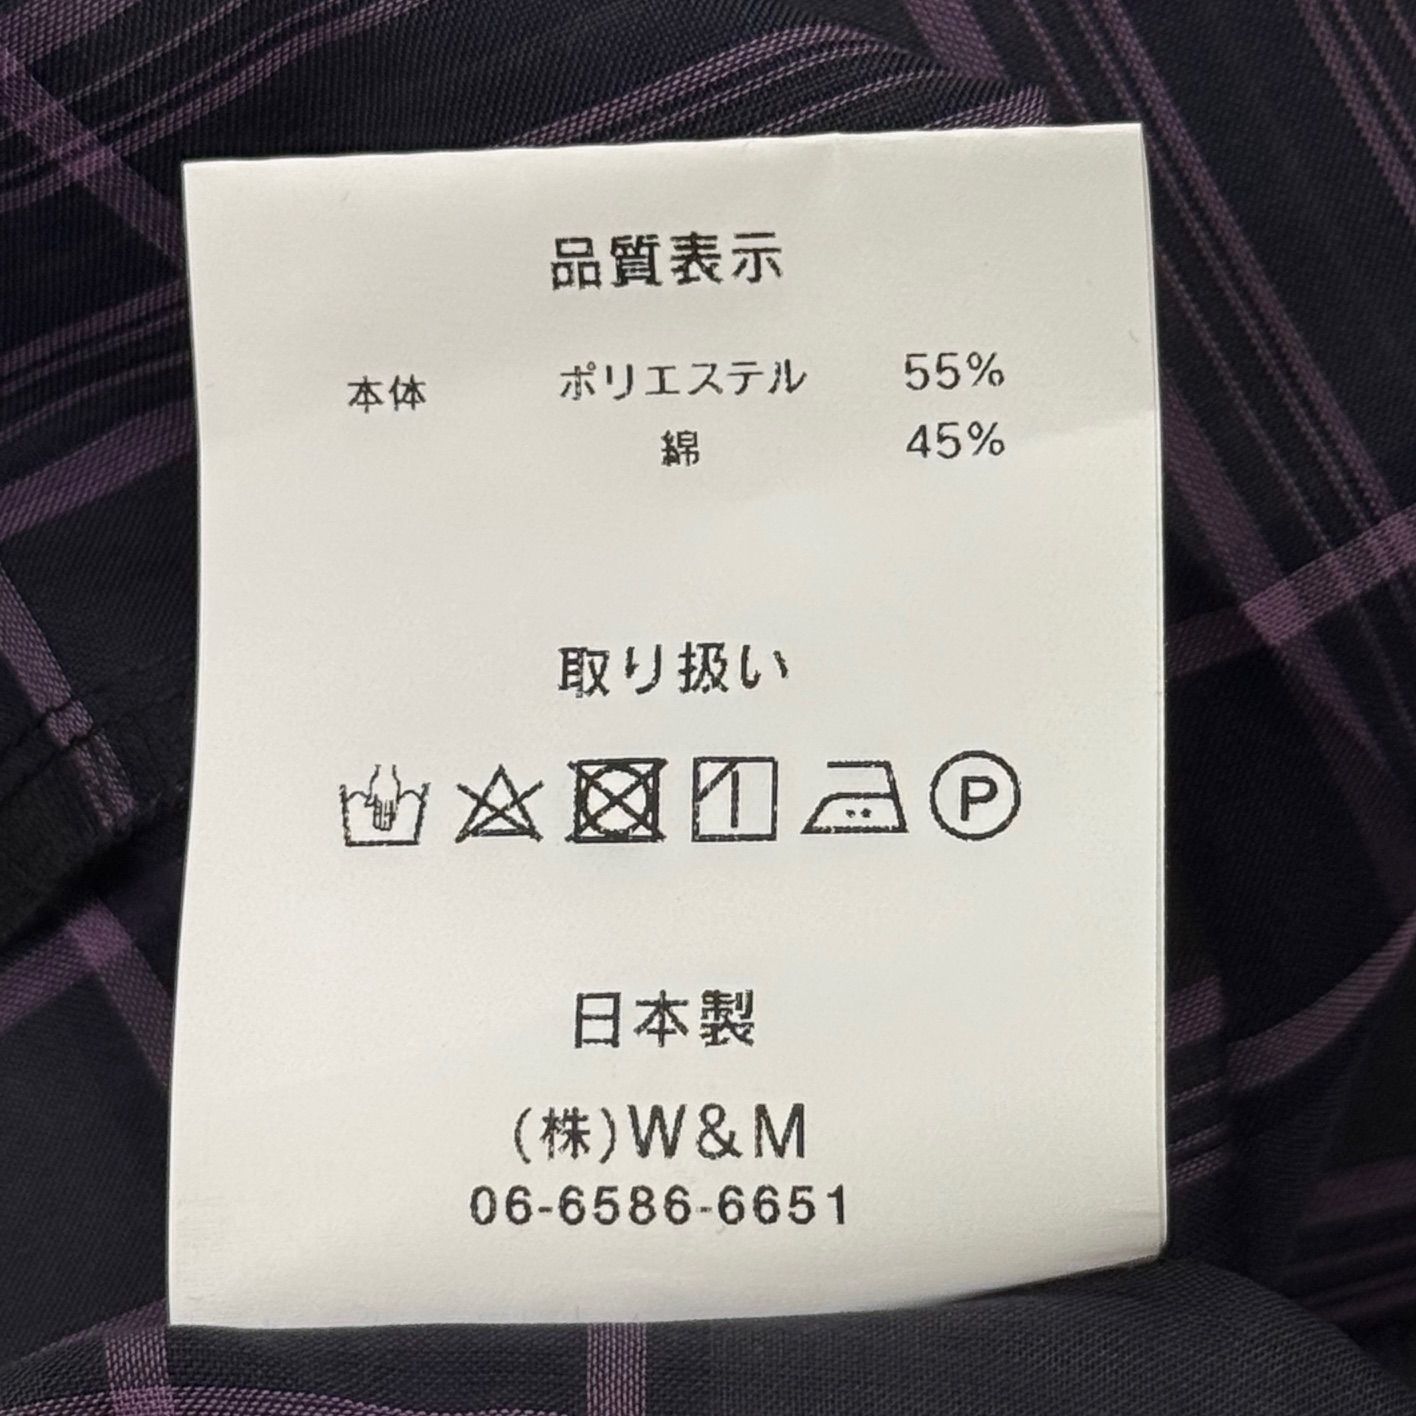 品質表示
本体 ポリエステル 55%
綿 45%
取り扱い
P
日本製
(株)W&M
06-6586-6651